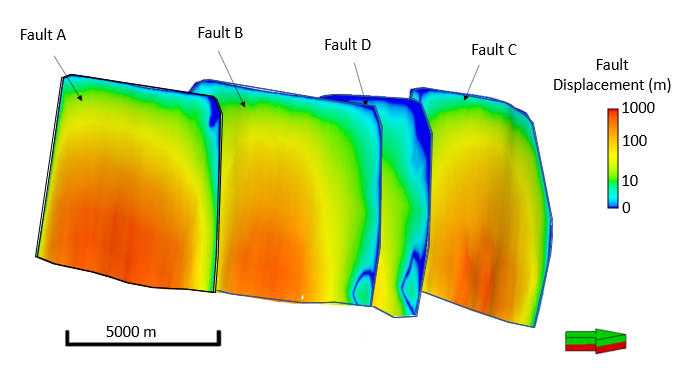 Fault A
Fault B
Fault D
Fault C
Fault
Displacement (m)
1000
100
10
0
5000 m